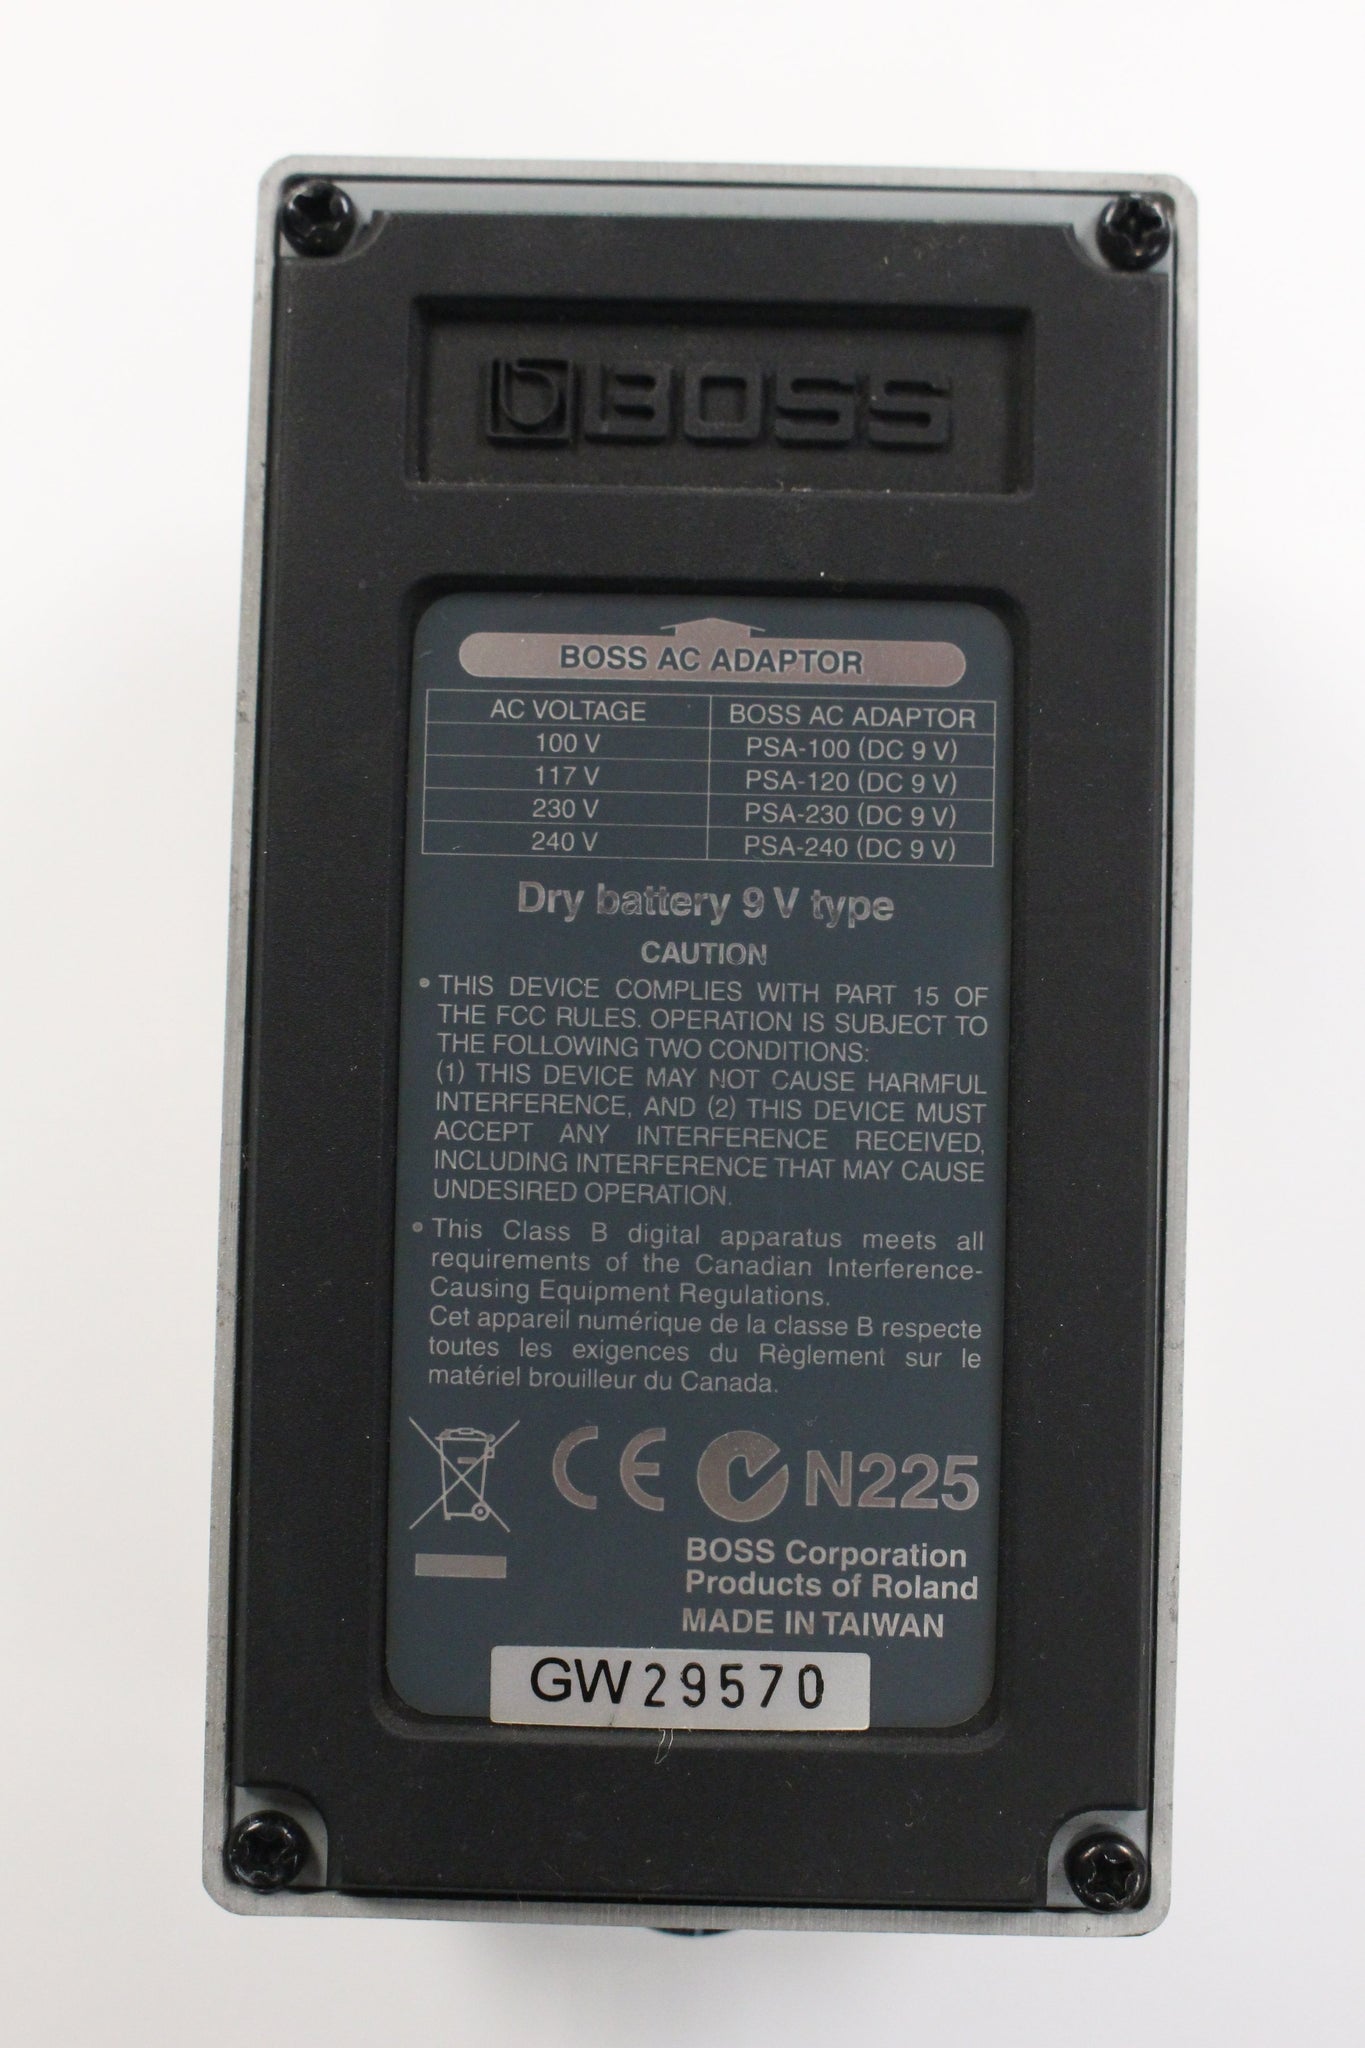 BOSS
BOSS AC ADAPTOR
AC VOLTAGE BOSS AC ADAPTOR
100 V PSA-100 (DC 9 V)
117 V PSA-120 (DC 9 V)
230 V PSA-230 (DC 9 V)
240 V PSA-240 (DC 9 V)
Dry battery 9 V type
CAUTION
• THIS DEVICE COMPLIES WITH PART 15 OF
THE FCC RULES. OPERATION IS SUBJECT TO
THE FOLLOWING TWO CONDITIONS:
(1) THIS DEVICE MAY NOT CAUSE HARMFUL
INTERFERENCE, AND (2) THIS DEVICE MUST
ACCEPT ANY INTERFERENCE RECEIVED,
INCLUDING INTERFERENCE THAT MAY CAUSE
UNDESIRED OPERATION.
• This Class B digital apparatus meets all
requirements of the Canadian Interference-
Causing Equipment Regulations.
Cet appareil numérique de la classe B respecte
toutes les exigences du Règlement sur le
matériel brouilleur du Canada.
CE N225
BOSS Corporation
Products of Roland
MADE IN TAIWAN
GW29570